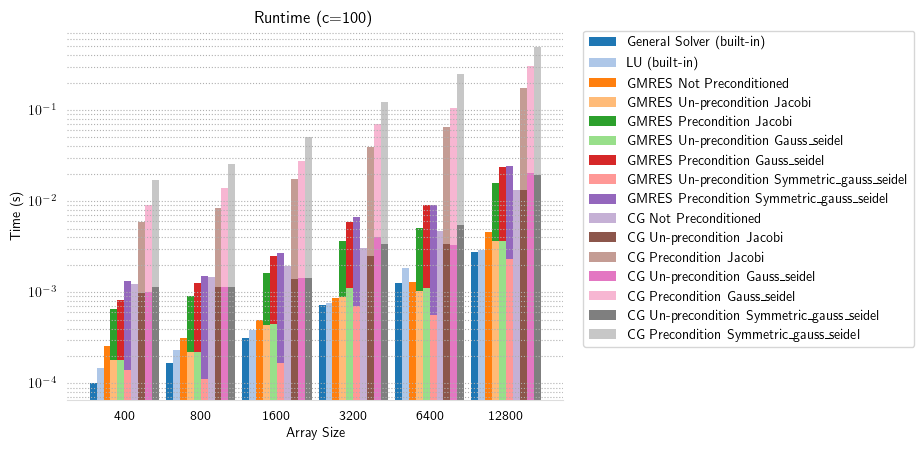 Runtime (c=100)
Time (s)
10⁻¹
10⁻²
10⁻³
10⁻⁴
400 800 1600 3200 6400 12800
Array Size
General Solver (built-in)
LU (built-in)
GMRES Not Preconditioned
GMRES Un-precondition Jacobi
GMRES Precondition Jacobi
GMRES Un-precondition Gauss_seidel
GMRES Precondition Gauss_seidel
GMRES Un-precondition Symmetric_gauss_seidel
GMRES Precondition Symmetric_gauss_seidel
CG Not Preconditioned
CG Un-precondition Jacobi
CG Precondition Jacobi
CG Un-precondition Gauss_seidel
CG Precondition Gauss_seidel
CG Un-precondition Symmetric_gauss_seidel
CG Precondition Symmetric_gauss_seidel